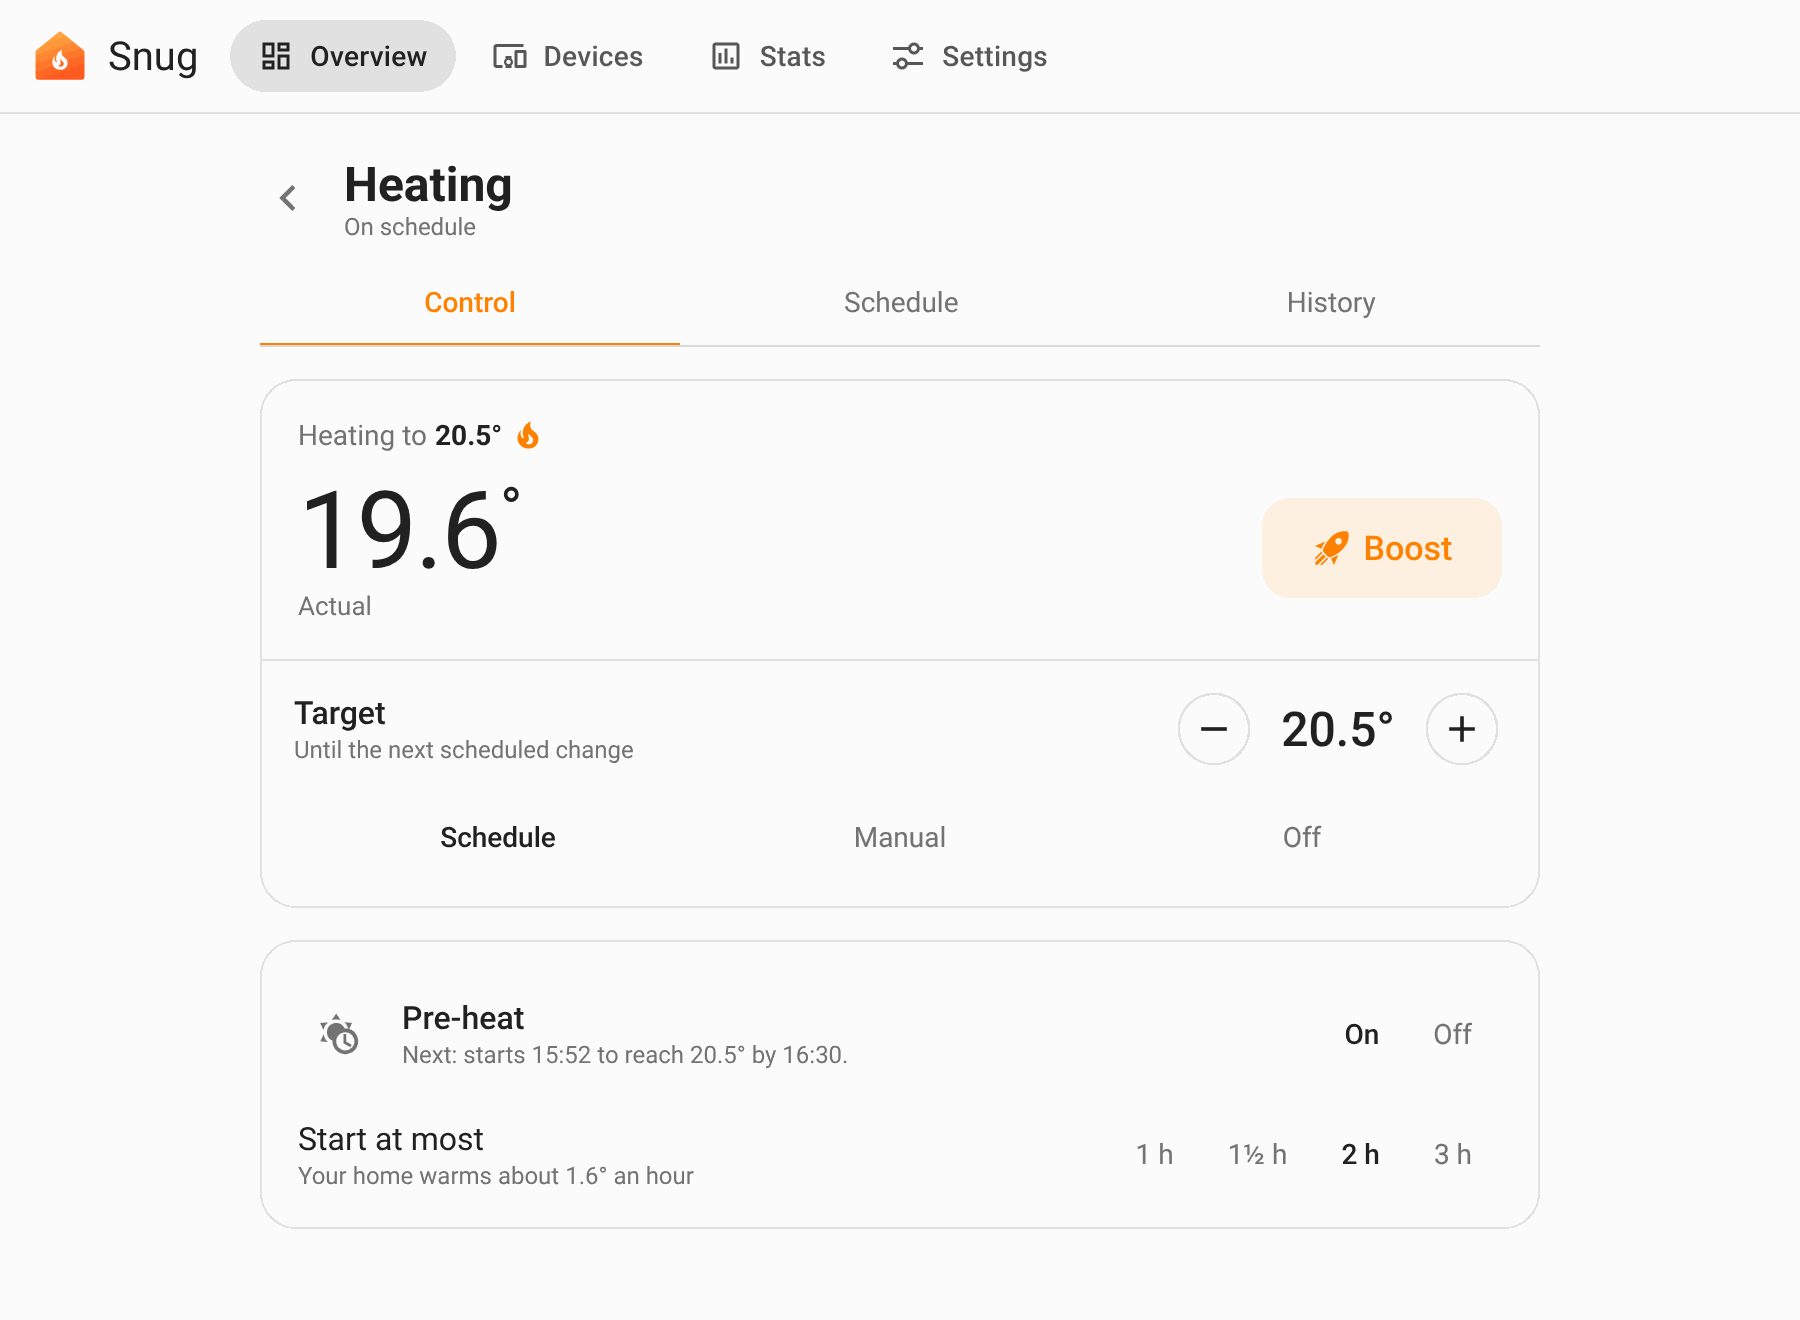 Snug
Overview
Devices
Stats
Settings
Heating
On schedule
Control
Schedule
History
Heating to 20.5°
19.6°
Actual
Boost
Target
Until the next scheduled change
20.5°
Schedule
Manual
Off
Pre-heat
Next: starts 15:52 to reach 20.5° by 16:30.
On
Off
Start at most
Your home warms about 1.6° an hour
1 h
1½ h
2 h
3 h